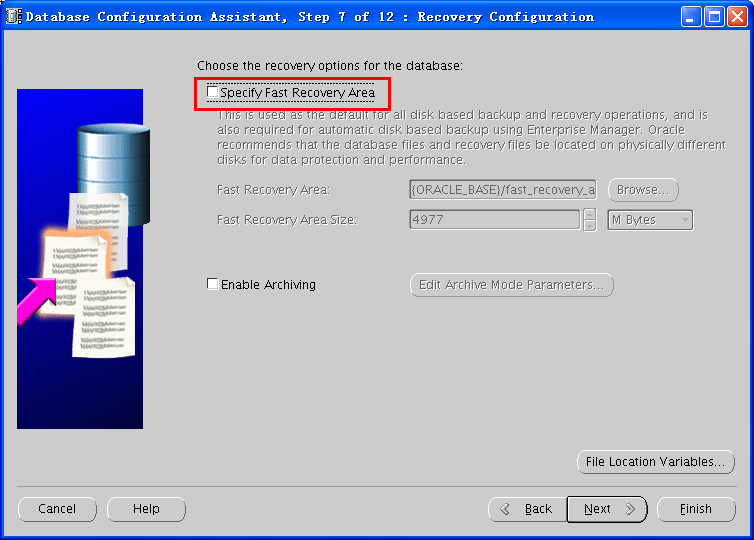 Database Configuration Assistant, Step 7 of 12 : Recovery Configuration
Choose the recovery options for the database:
Specify Fast Recovery Area
This is used as the default for all disk based backup and recovery operations, and is
also required for automatic disk based backup using Enterprise Manager. Oracle
recommends that the database files and recovery files be located on physically different
disks for data protection and performance.
Fast Recovery Area: {ORACLE_BASE}/fast_recovery_a Browse...
Fast Recovery Area Size: 4977 M Bytes
Enable Archiving Edit Archive Mode Parameters...
File Location Variables...
Cancel Help Back Next Finish